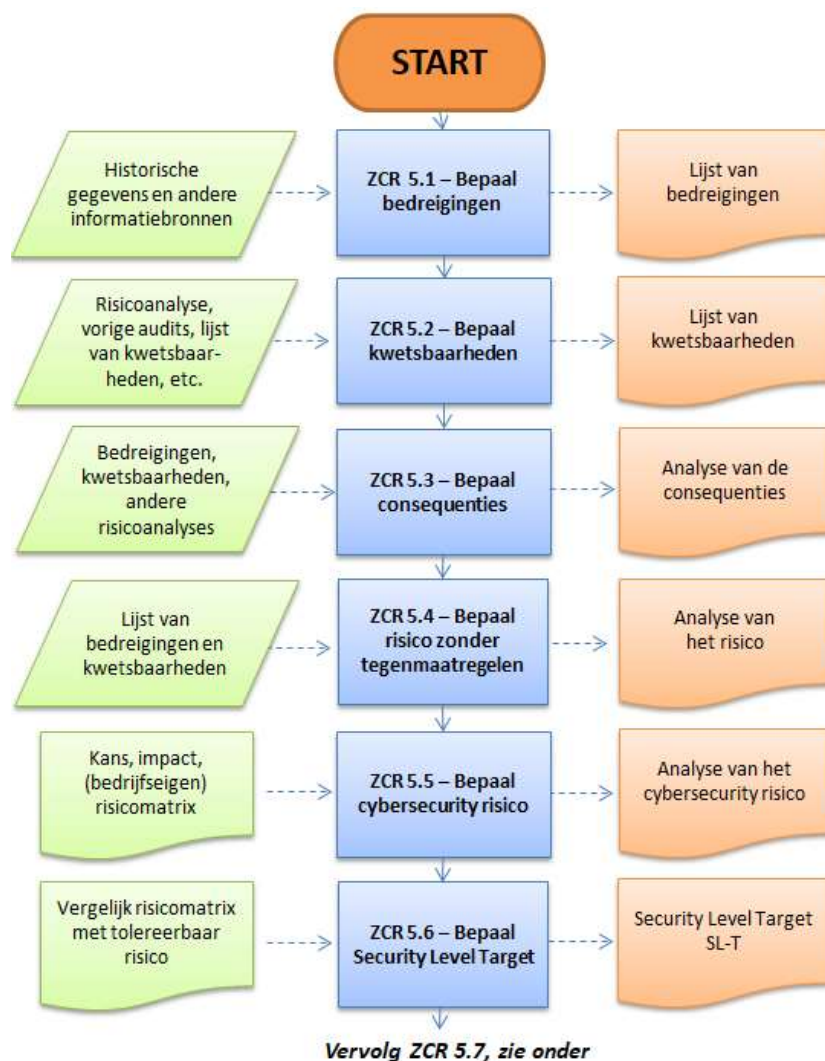 START
Historische
gegevens en andere
informatiebronnen
ZCR 5.1 – Bepaal
bedreigingen
Lijst van
bedreigingen
Risicoanalyse,
vorige audits, lijst
van kwetsbaar-
heden, etc.
ZCR 5.2 – Bepaal
kwetsbaarheden
Lijst van
kwetsbaarheden
Bedreigingen,
kwetsbaarheden,
andere
risicoanalyses
ZCR 5.3 – Bepaal
consequenties
Analyse van de
consequenties
Lijst van
bedreigingen en
kwetsbaarheden
ZCR 5.4 – Bepaal
risico zonder
tegenmaatregelen
Analyse van
het risico
Kans, impact,
(bedrijfseigen)
risicomatrix
ZCR 5.5 – Bepaal
cybersecurity risico
Analyse van het
cybersecurity risico
Vergelijk risicomatrix
met tolereerbaar
risico
ZCR 5.6 – Bepaal
Security Level Target
Security Level Target
SL-T
Vervolg ZCR 5.7, zie onder